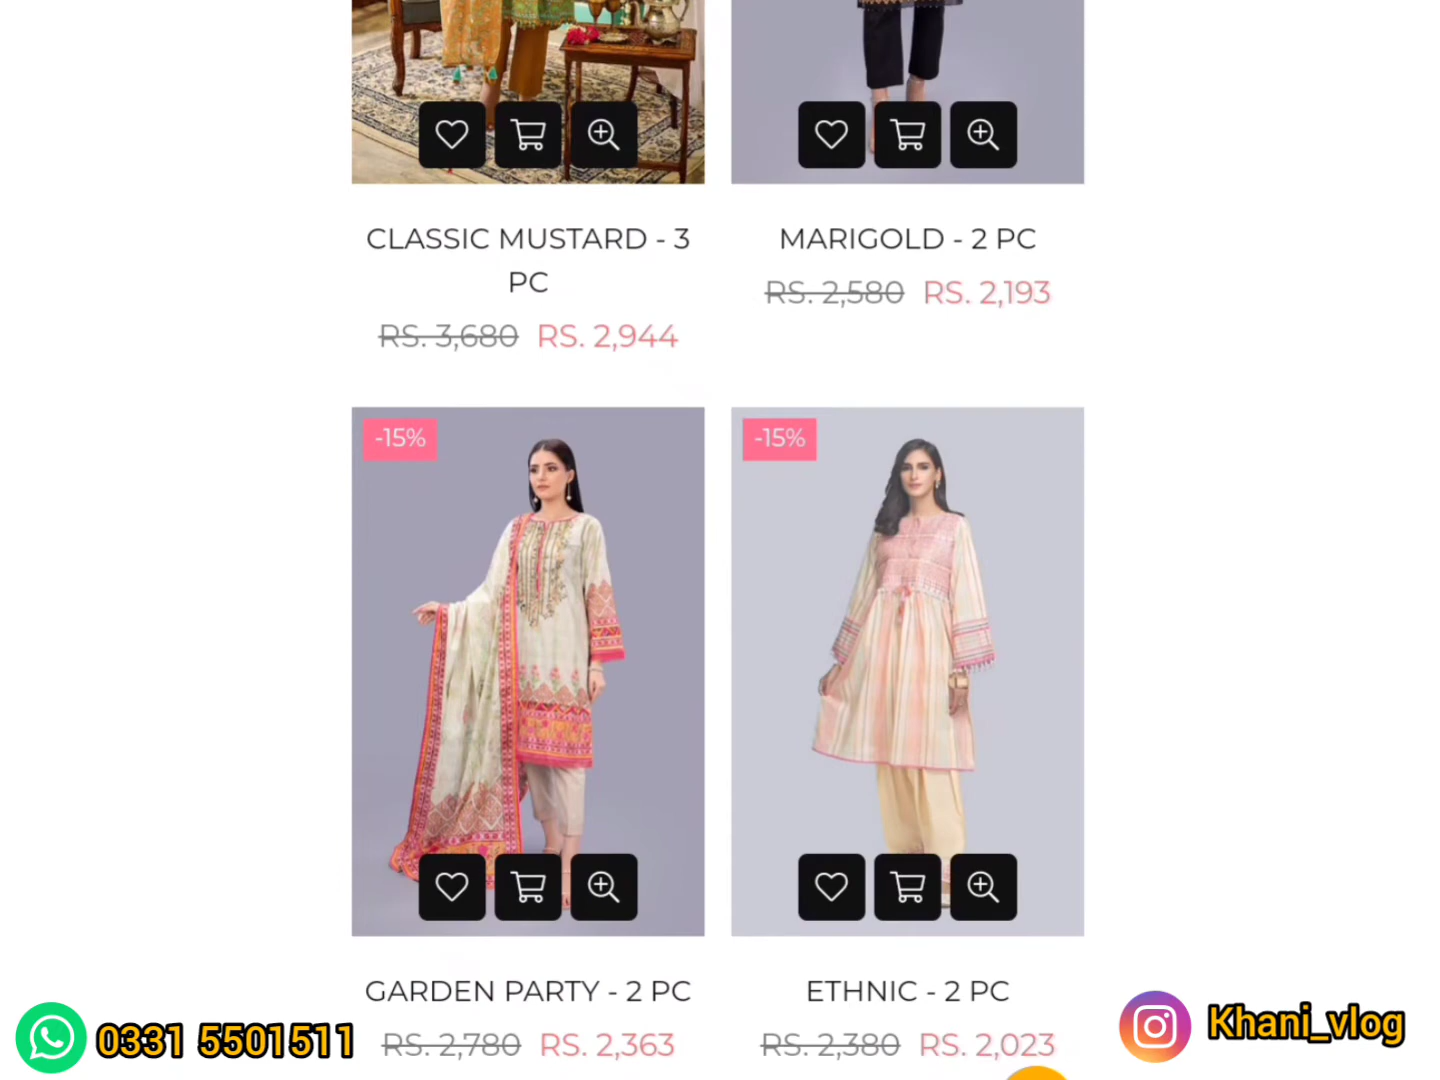 CLASSIC MUSTARD - 3
PC
RS. 3,680 RS. 2,944
MARIGOLD - 2 PC
RS. 2,580 RS. 2,193
-15%
-15%
GARDEN PARTY - 2 PC
RS. 2,780 RS. 2,363
ETHNIC - 2 PC
RS. 2,380 RS. 2,023
0331 5501511
Khani_vlog